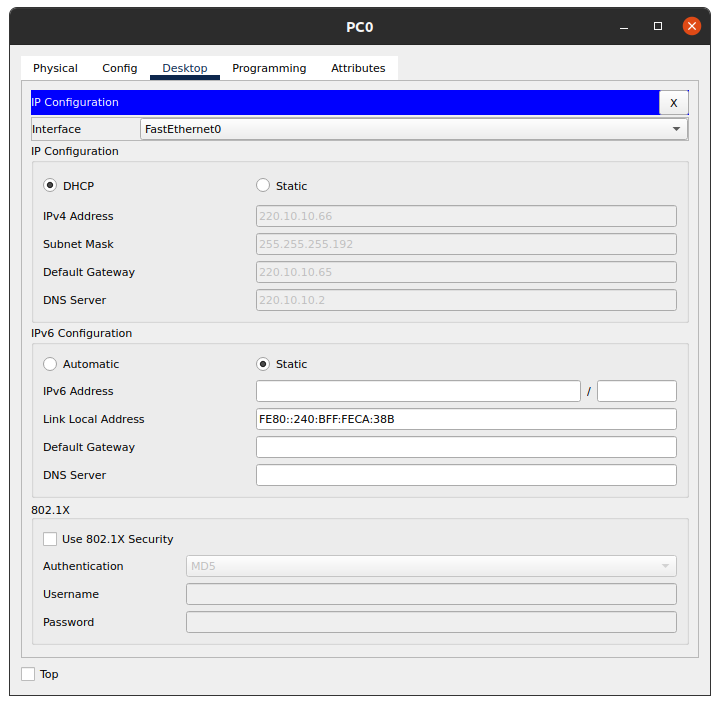 PC0
Physical Config Desktop Programming Attributes
IP Configuration X
Interface FastEthernet0
IP Configuration
DHCP Static
IPv4 Address 220.10.10.66
Subnet Mask 255.255.255.192
Default Gateway 220.10.10.65
DNS Server 220.10.10.2
IPv6 Configuration
Automatic Static
IPv6 Address /
Link Local Address FE80::240:BFF:FECA:38B
Default Gateway
DNS Server
802.1X
Use 802.1X Security
Authentication MD5
Username
Password
Top